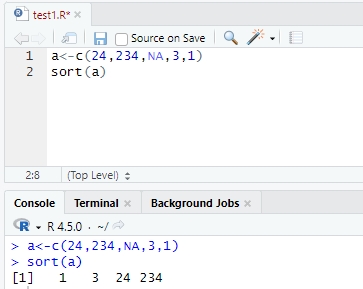 test1.R*
Source on Save
1 a<-c(24,234,NA,3,1)
2 sort(a)
2:8 (Top Level)
Console Terminal Background Jobs
R 4.5.0 · ~/
> a<-c(24,234,NA,3,1)
> sort(a)
[1]   1   3  24 234